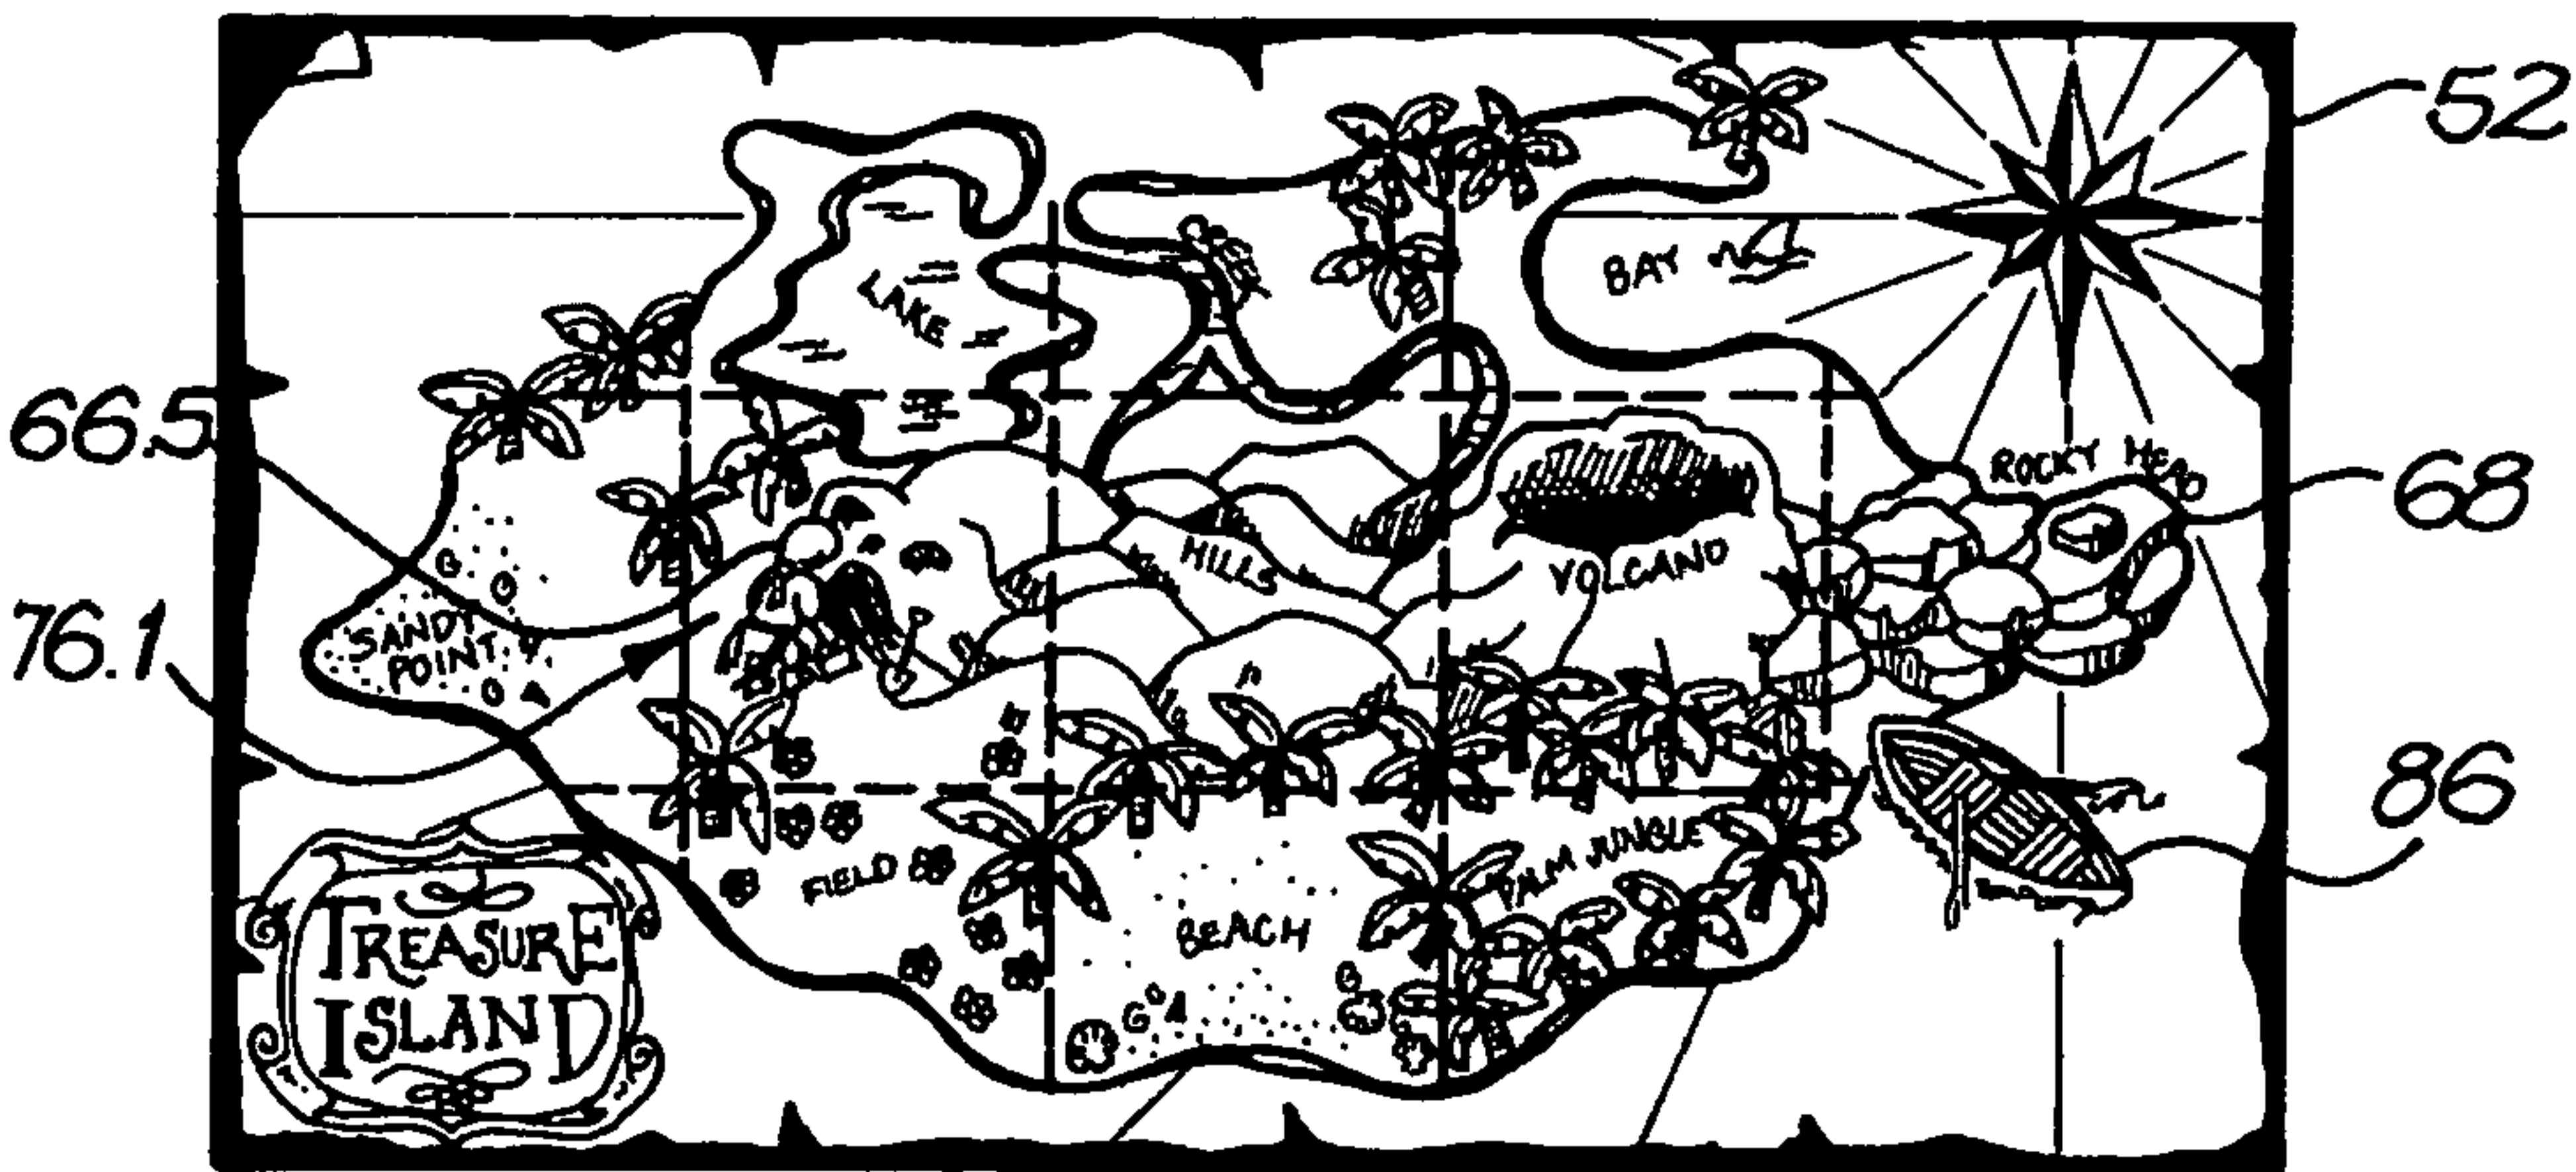 52
BAY
LAKE
66.5
ROCKY HEAD
68
HILLS
VOLCANO
76.1
SANDY
POINT
86
PALM JUNGLE
FIELD
BEACH
TREASURE
ISLAND